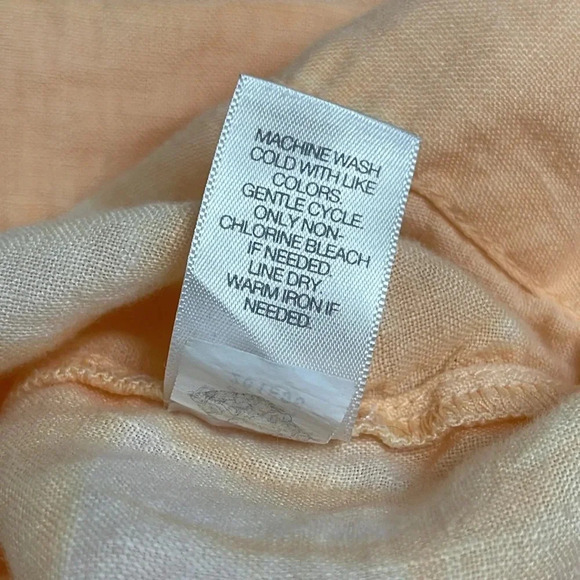 MACHINE WASH
COLD WITH LIKE
COLORS.
GENTLE CYCLE.
ONLY NON-
CHLORINE BLEACH
IF NEEDED.
LINE DRY.
WARM IRON IF
NEEDED.